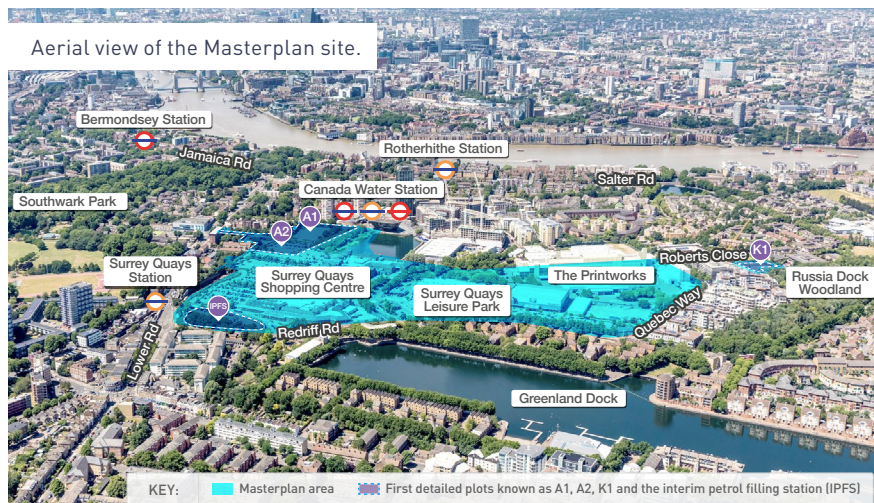 Aerial view of the Masterplan site.
Bermondsey Station
Jamaica Rd
Rotherhithe Station
Salter Rd
Canada Water Station
Southwark Park
A1
A2
K1
Roberts Close
Surrey Quays
Station
Surrey Quays
Shopping Centre
The Printworks
Russia Dock
Woodland
Surrey Quays
Leisure Park
IPFS
Quebec Way
Redriff Rd
Lower Rd
Greenland Dock
KEY:
Masterplan area
First detailed plots known as A1, A2, K1 and the interim petrol filling station (IPFS)